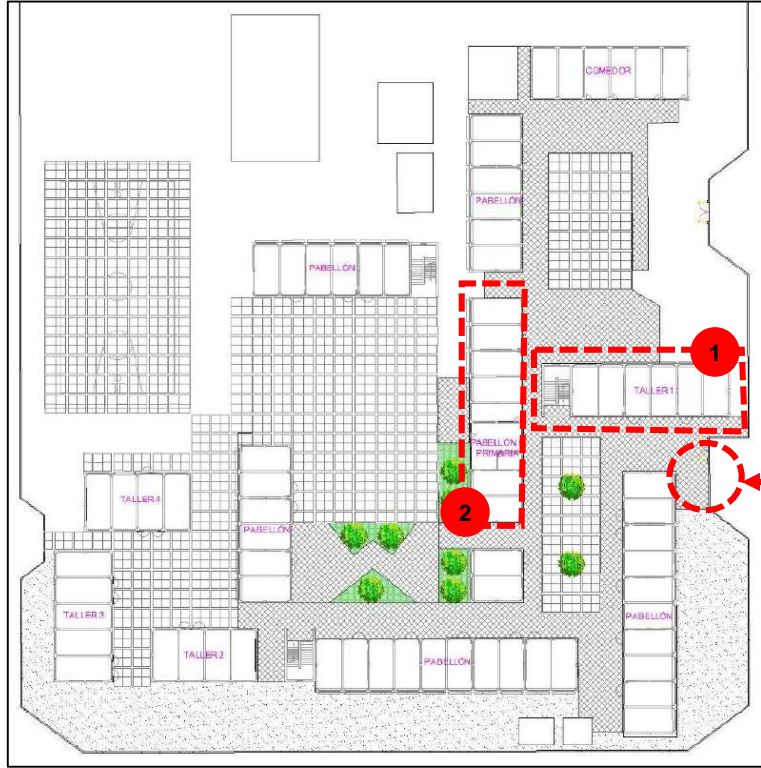 COMEDOR
PABELLÓN
PABELLÓN
1
TALLER 1
PABELLÓN
PRIMARIA
2
TALLER 4
PABELLÓN
TALLER 3
PABELLÓN
TALLER 2
PABELLÓN